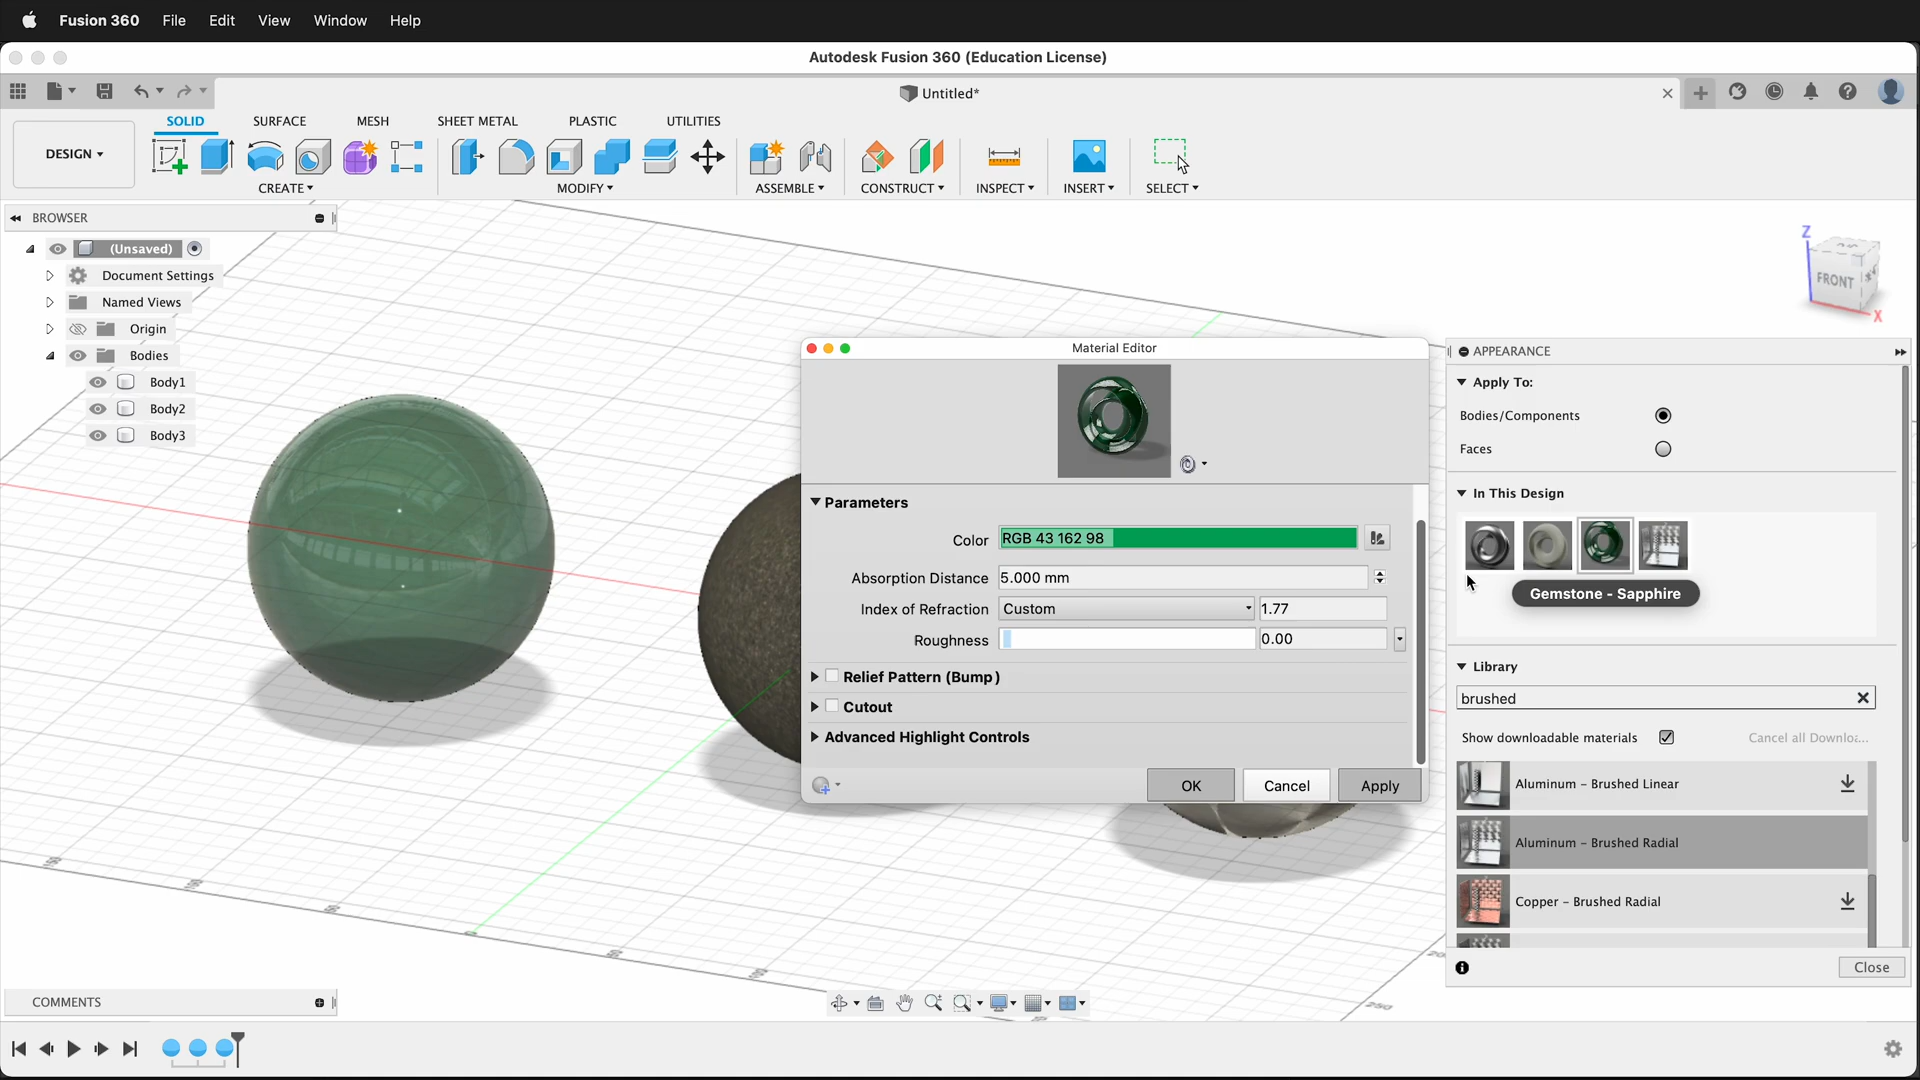 Fusion 360 File Edit View Window Help
Autodesk Fusion 360 (Education License)
Untitled*
SOLID SURFACE MESH SHEET METAL PLASTIC UTILITIES
DESIGN
CREATE MODIFY ASSEMBLE CONSTRUCT INSPECT INSERT SELECT
BROWSER
(Unsaved)
Document Settings
Named Views
Origin
Bodies
Body1
Body2
Body3
Z
FRONT
X
Material Editor
Parameters
Color RGB 43 162 98
Absorption Distance 5.000 mm
Index of Refraction Custom 1.77
Roughness 0.00
Relief Pattern (Bump)
Cutout
Advanced Highlight Controls
OK Cancel Apply
APPEARANCE
Apply To:
Bodies/Components
Faces
In This Design
Gemstone - Sapphire
Library
brushed
Show downloadable materials Cancel all Downloa...
Aluminum - Brushed Linear
Aluminum - Brushed Radial
Copper - Brushed Radial
Close
250
COMMENTS